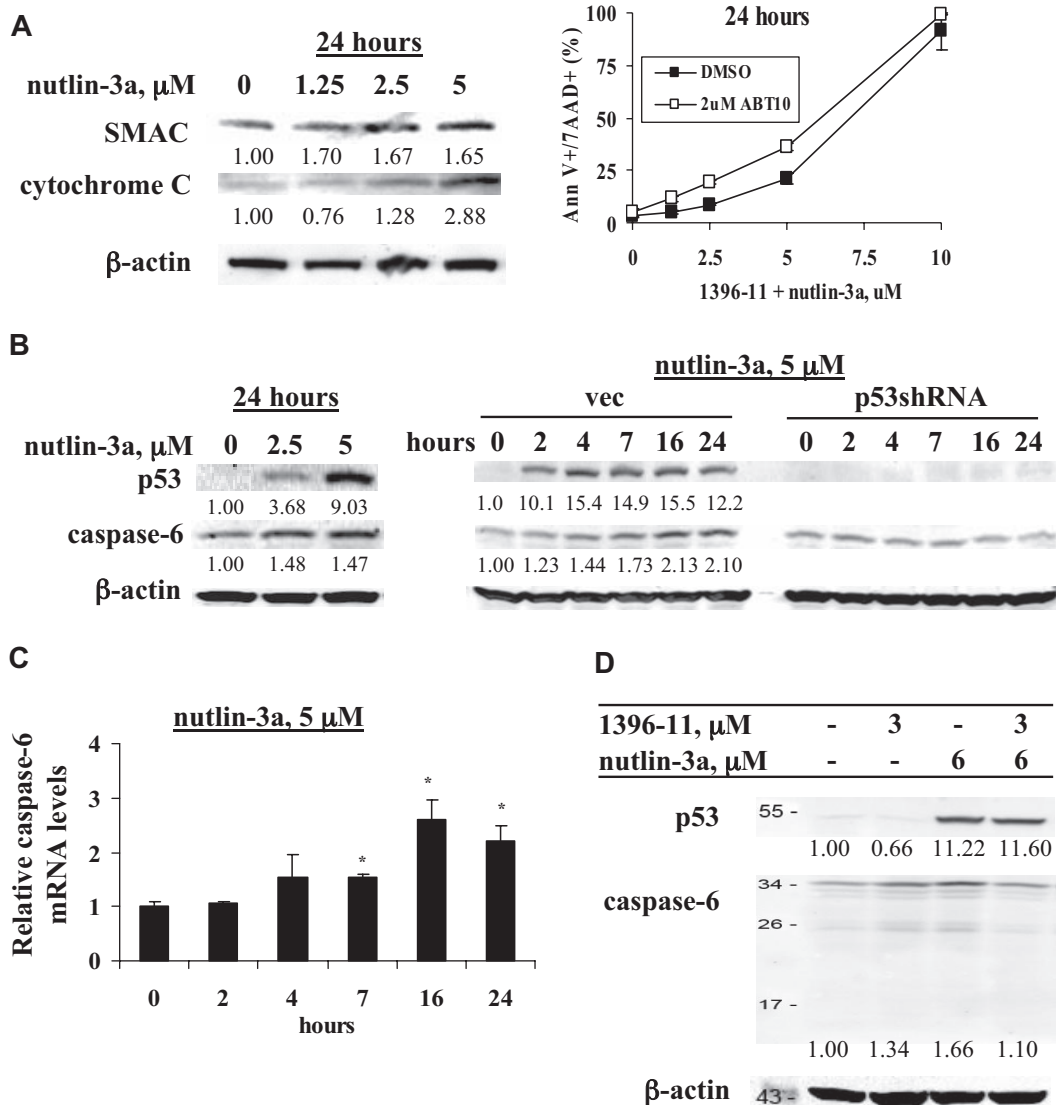 A
24 hours
nutlin-3a, μM 0 1.25 2.5 5
SMAC
1.00 1.70 1.67 1.65
cytochrome C
1.00 0.76 1.28 2.88
β-actin
24 hours
Ann V+/7AAD+ (%)
100
75
50
25
0
DMSO
2uM ABT10
0 2.5 5 7.5 10
1396-11 + nutlin-3a, uM
B
24 hours
nutlin-3a, μM 0 2.5 5
p53
1.00 3.68 9.03
caspase-6
1.00 1.48 1.47
β-actin
nutlin-3a, 5 μM
vec p53shRNA
hours 0 2 4 7 16 24 0 2 4 7 16 24
1.0 10.1 15.4 14.9 15.5 12.2
1.00 1.23 1.44 1.73 2.13 2.10
C
nutlin-3a, 5 μM
Relative caspase-6
mRNA levels
4
3
2
1
0
* * *
0 2 4 7 16 24
hours
D
1396-11, μM - 3 - 3
nutlin-3a, μM - - 6 6
p53
55 -
1.00 0.66 11.22 11.60
caspase-6
34 -
26 -
17 -
1.00 1.34 1.66 1.10
β-actin
43 -